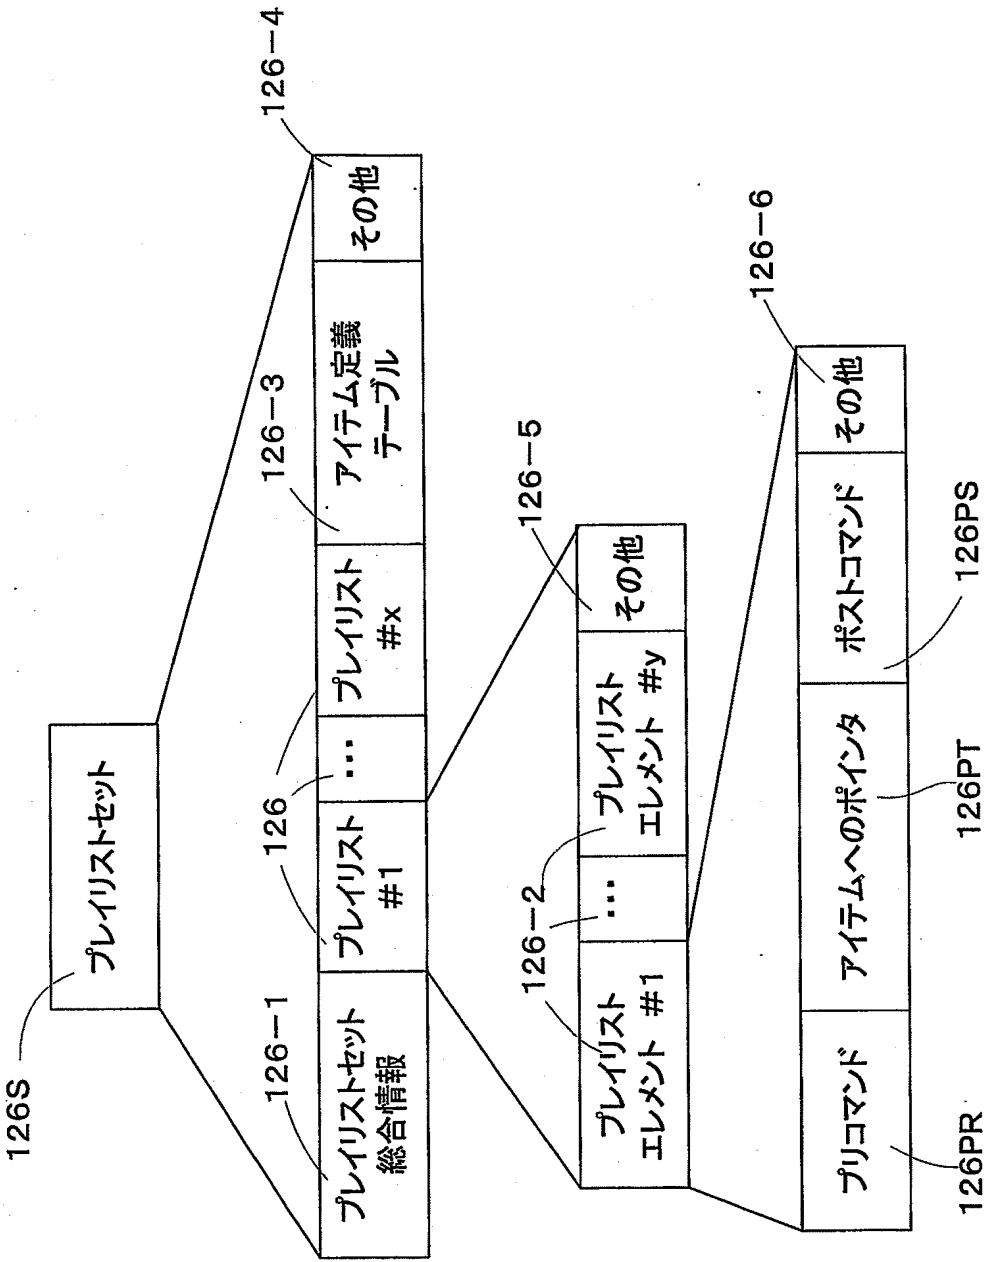 126S
プレイリストセット
126-1
126
126-3
126-4
プレイリストセット
総合情報
プレイリスト
#1
...
プレイリスト
#x
アイテム定義
テーブル
その他
126-2
126-5
プレイリスト
エレメント #1
...
プレイリスト
エレメント #y
その他
126-6
プリコマンド
アイテムへのポインタ
ポストコマンド
その他
126PR
126PT
126PS